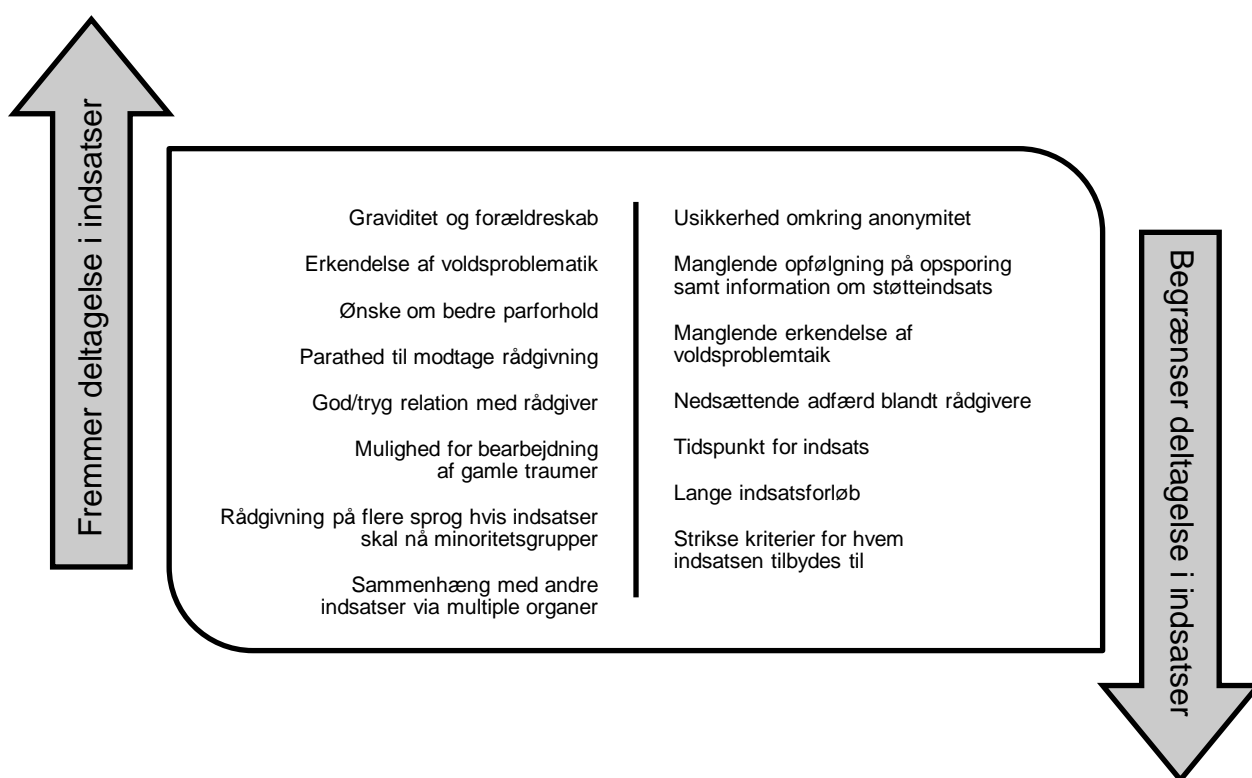 Fremmer deltagelse i indsatser
Graviditet og forældreskab
Erkendelse af voldsproblematik
Ønske om bedre parforhold
Parathed til modtage rådgivning
God/tryg relation med rådgiver
Mulighed for bearbejdning
af gamle traumer
Rådgivning på flere sprog hvis indsatser
skal nå minoritetsgrupper
Sammenhæng med andre
indsatser via multiple organer
Usikkerhed omkring anonymitet
Manglende opfølgning på opsporing
samt information om støtteindsats
Manglende erkendelse af
voldsproblemtaik
Nedsættende adfærd blandt rådgivere
Tidspunkt for indsats
Lange indsatsforløb
Strikse kriterier for hvem
indsatsen tilbydes til
Begrænser deltagelse i indsatser